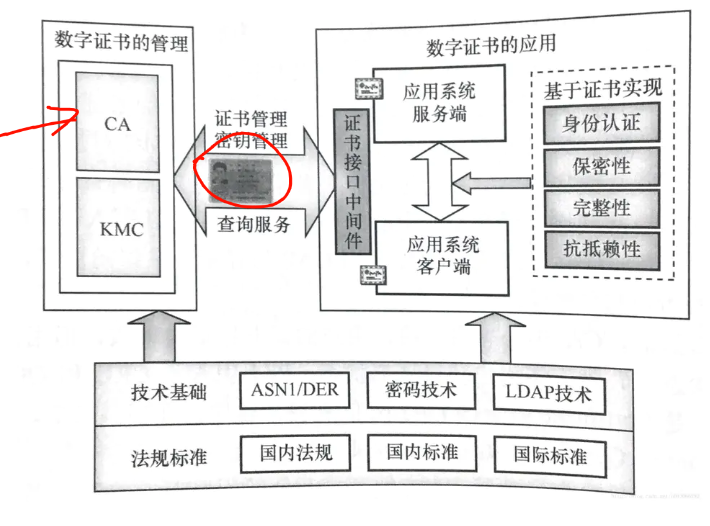 数字证书的管理
CA
KMC
证书管理
密钥管理
查询服务
数字证书的应用
证书接口中间件
应用系统
服务端
应用系统
客户端
基于证书实现
身份认证
保密性
完整性
抗抵赖性
技术基础
ASN1/DER
密码技术
LDAP技术
法规标准
国内法规
国内标准
国际标准